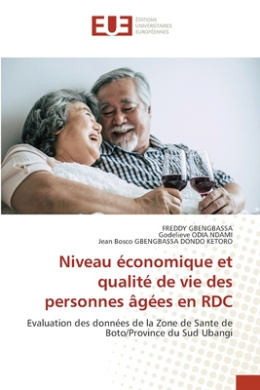 ÉDITIONS
UNIVERSITAIRES
EUROPÉENNES
FREDDY GBENGBASSA
Godelieve ODIA NDAMI
Jean Bosco GBENGBASSA DONDO KETORO
Niveau économique et
qualité de vie des
personnes âgées en RDC
Evaluation des données de la Zone de Sante de
Boto/Province du Sud Ubangi